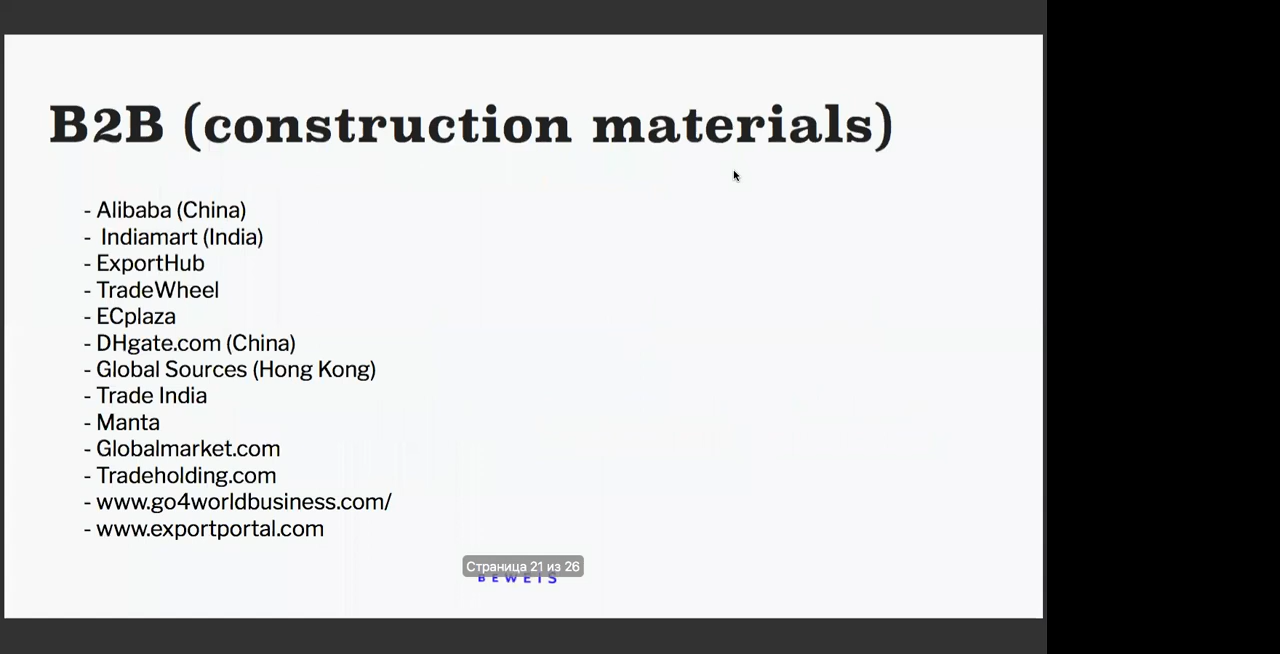 B2B (construction materials)
- Alibaba (China)
- Indiamart (India)
- ExportHub
- TradeWheel
- ECplaza
- DHgate.com (China)
- Global Sources (Hong Kong)
- Trade India
- Manta
- Globalmarket.com
- Tradeholding.com
- www.go4worldbusiness.com/
- www.exportportal.com
Страница 21 из 26
BEWEIS